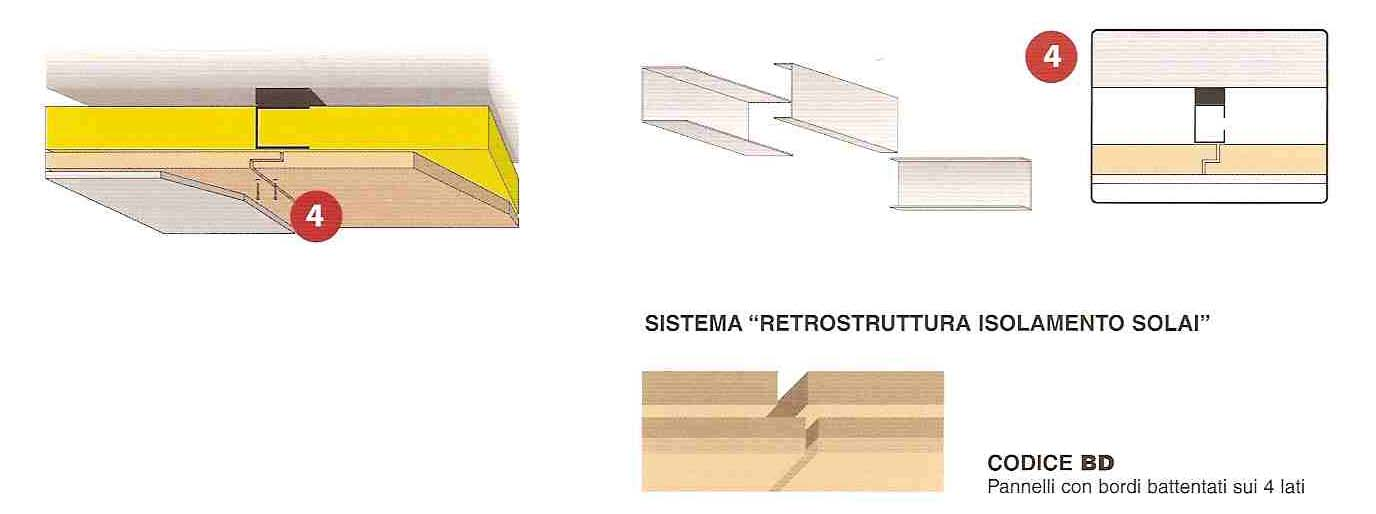 4
4
SISTEMA “RETROSTRUTTURA ISOLAMENTO SOLAI”
CODICE BD
Pannelli con bordi battentati sui 4 lati